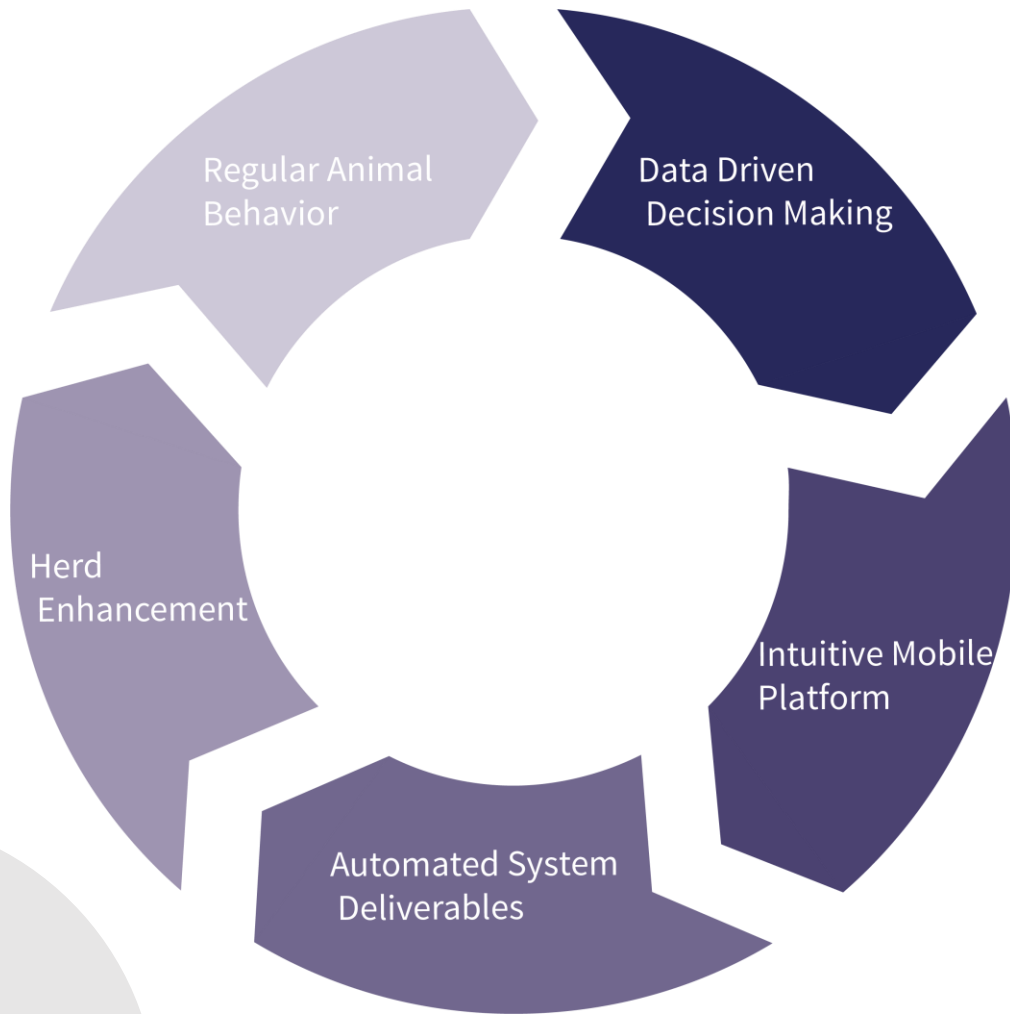 Regular Animal
Behavior
Data Driven
Decision Making
Herd
Enhancement
Intuitive Mobile
Platform
Automated System
Deliverables